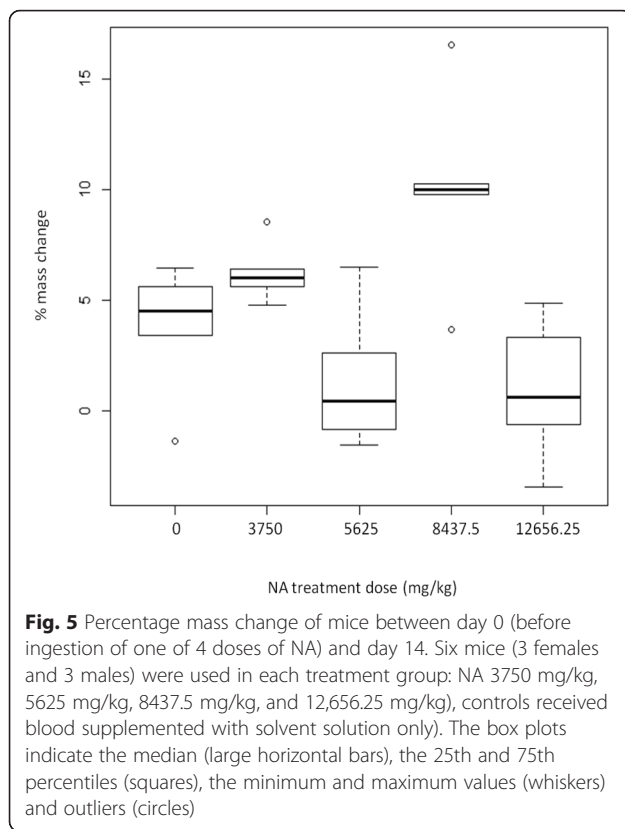 15
10
5
0
% mass change
0 3750 5625 8437.5 12656.25
NA treatment dose (mg/kg)
Fig. 5 Percentage mass change of mice between day 0 (before
ingestion of one of 4 doses of NA) and day 14. Six mice (3 females
and 3 males) were used in each treatment group: NA 3750 mg/kg,
5625 mg/kg, 8437.5 mg/kg, and 12,656.25 mg/kg), controls received
blood supplemented with solvent solution only). The box plots
indicate the median (large horizontal bars), the 25th and 75th
percentiles (squares), the minimum and maximum values (whiskers)
and outliers (circles)